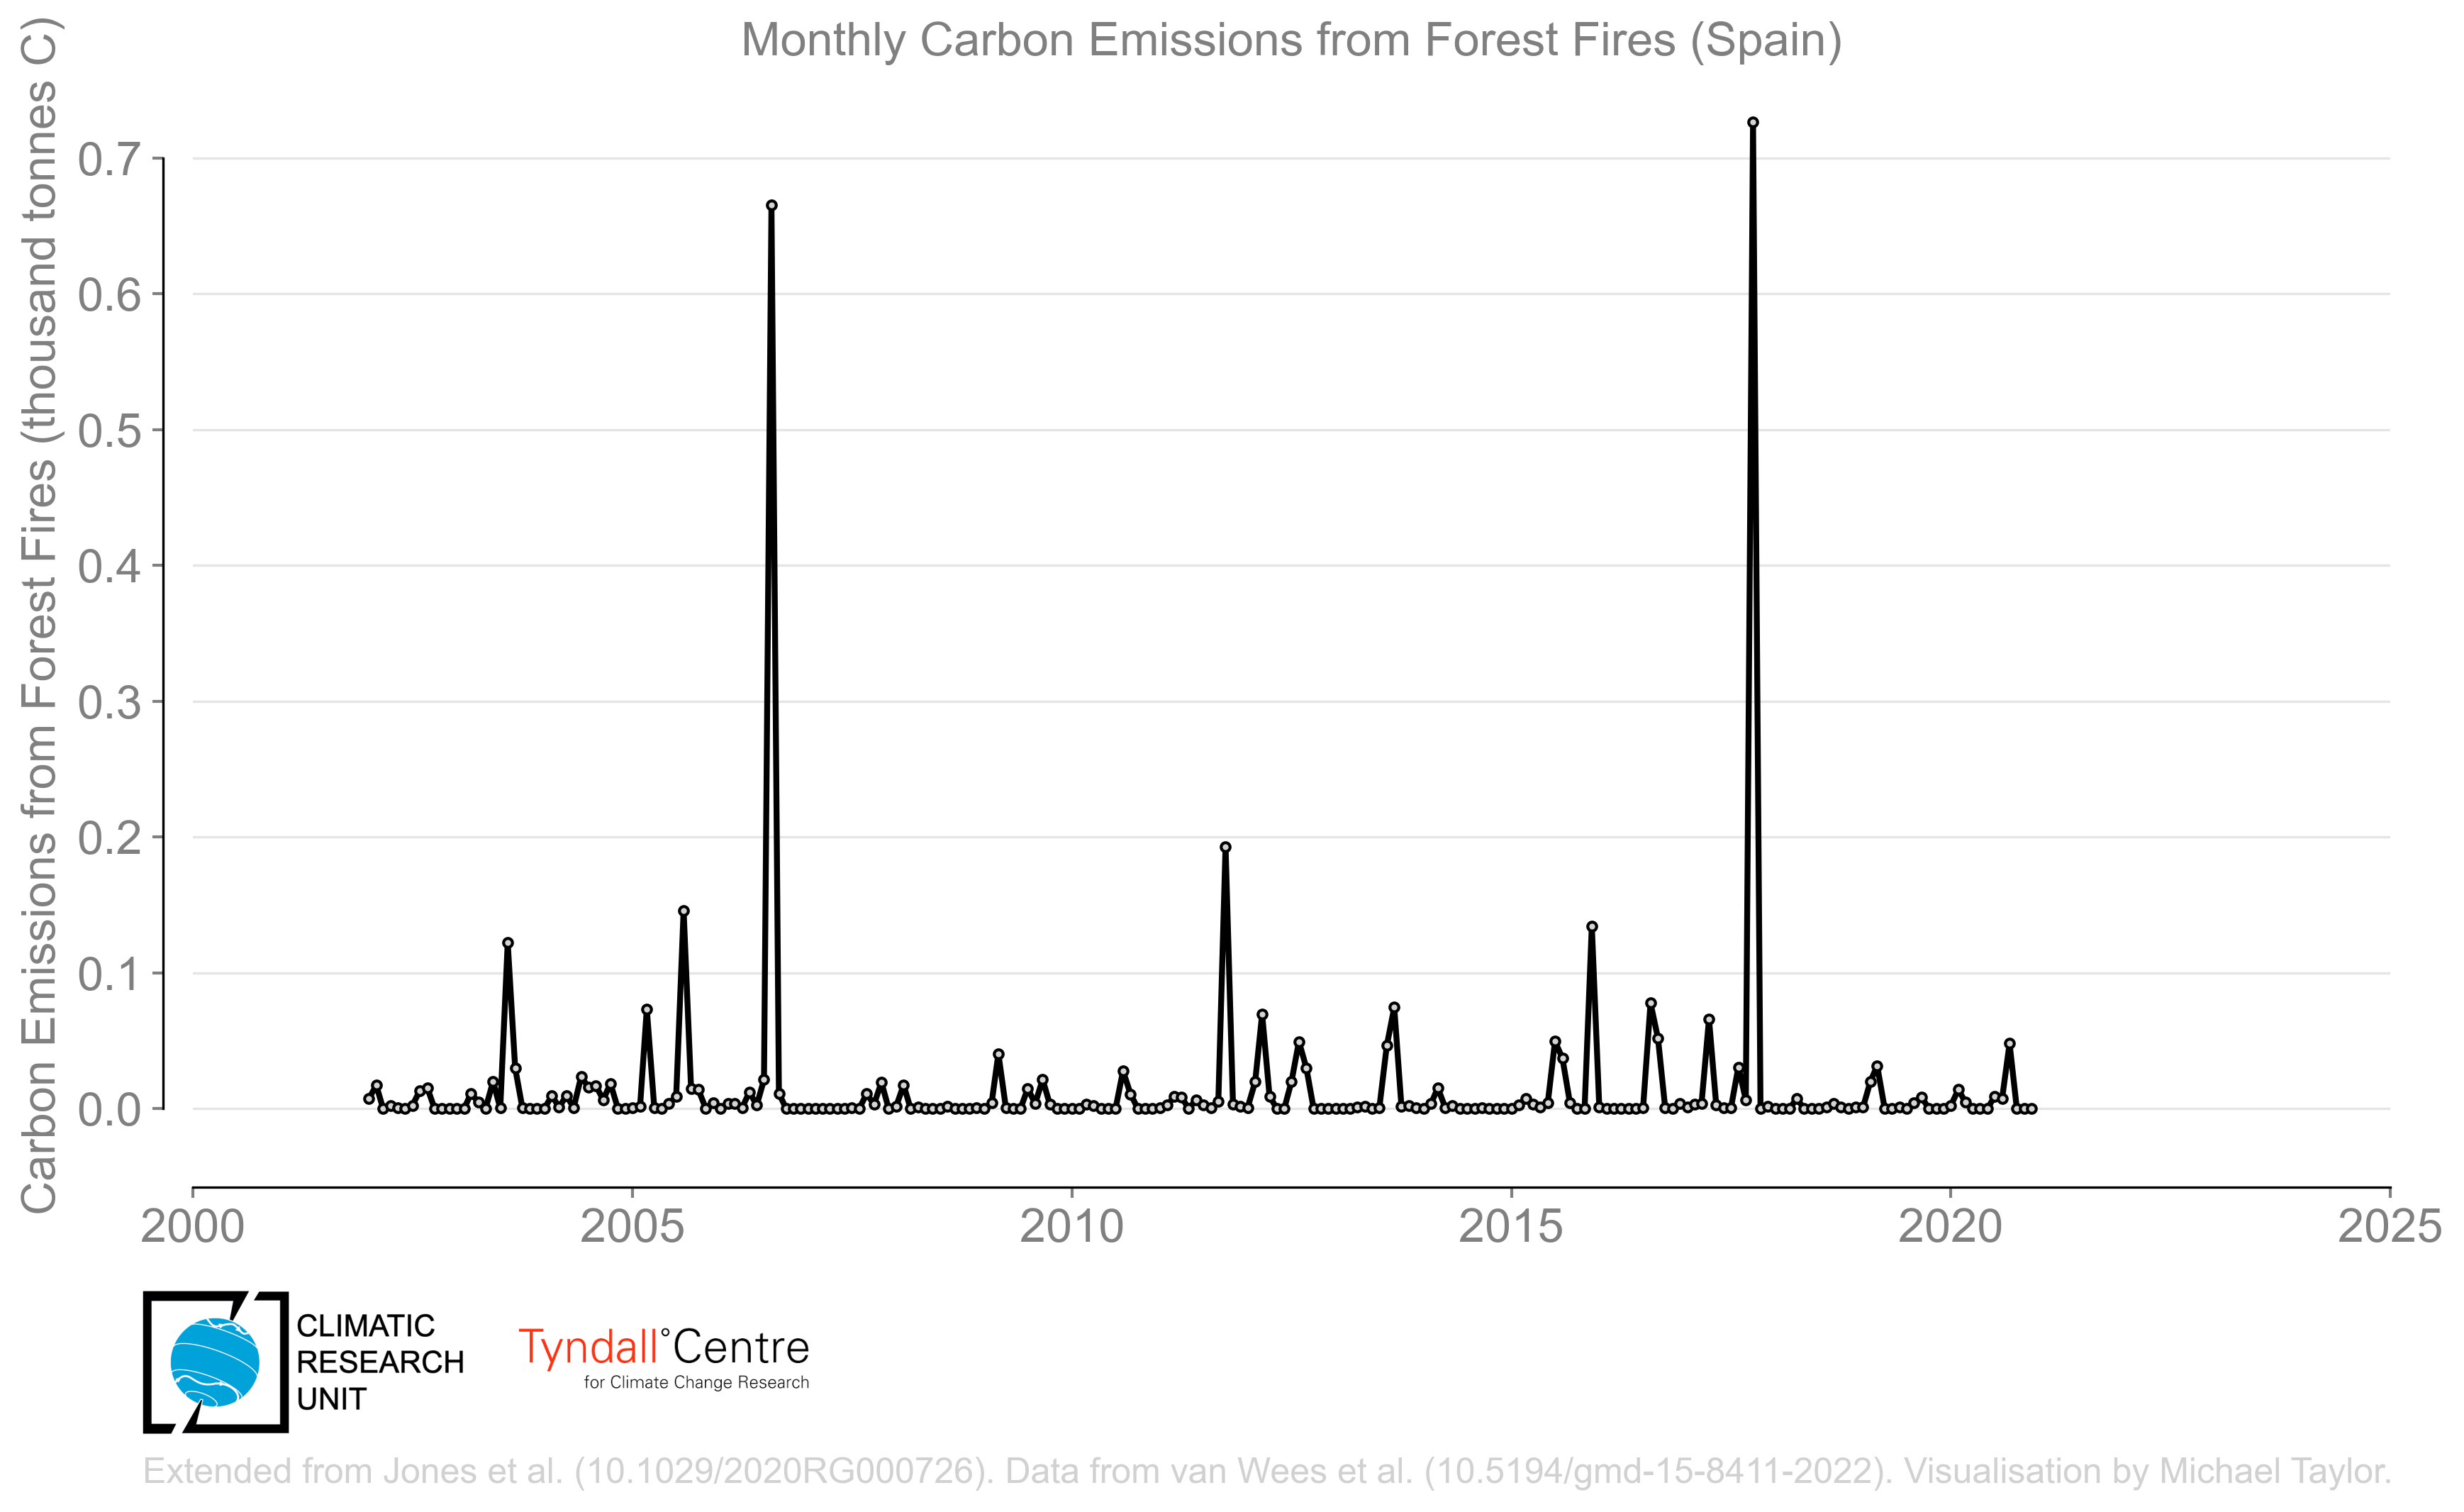 Monthly Carbon Emissions from Forest Fires (Spain)
Carbon Emissions from Forest Fires (thousand tonnes C)
0.7
0.6
0.5
0.4
0.3
0.2
0.1
0.0
2000 2005 2010 2015 2020 2025
CLIMATIC
RESEARCH
UNIT
Tyndall°Centre
for Climate Change Research
Extended from Jones et al. (10.1029/2020RG000726). Data from van Wees et al. (10.5194/gmd-15-8411-2022). Visualisation by Michael Taylor.